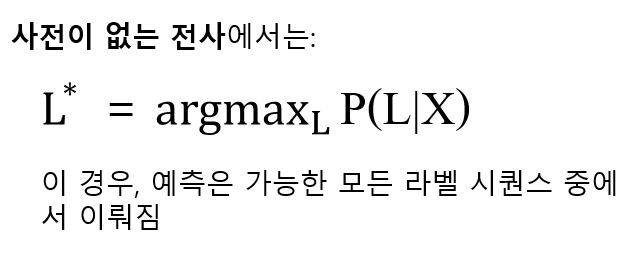 사전이 없는 전사에서는:
L* = argmax_L P(L|X)
이 경우, 예측은 가능한 모든 라벨 시퀀스 중에
서 이뤄짐